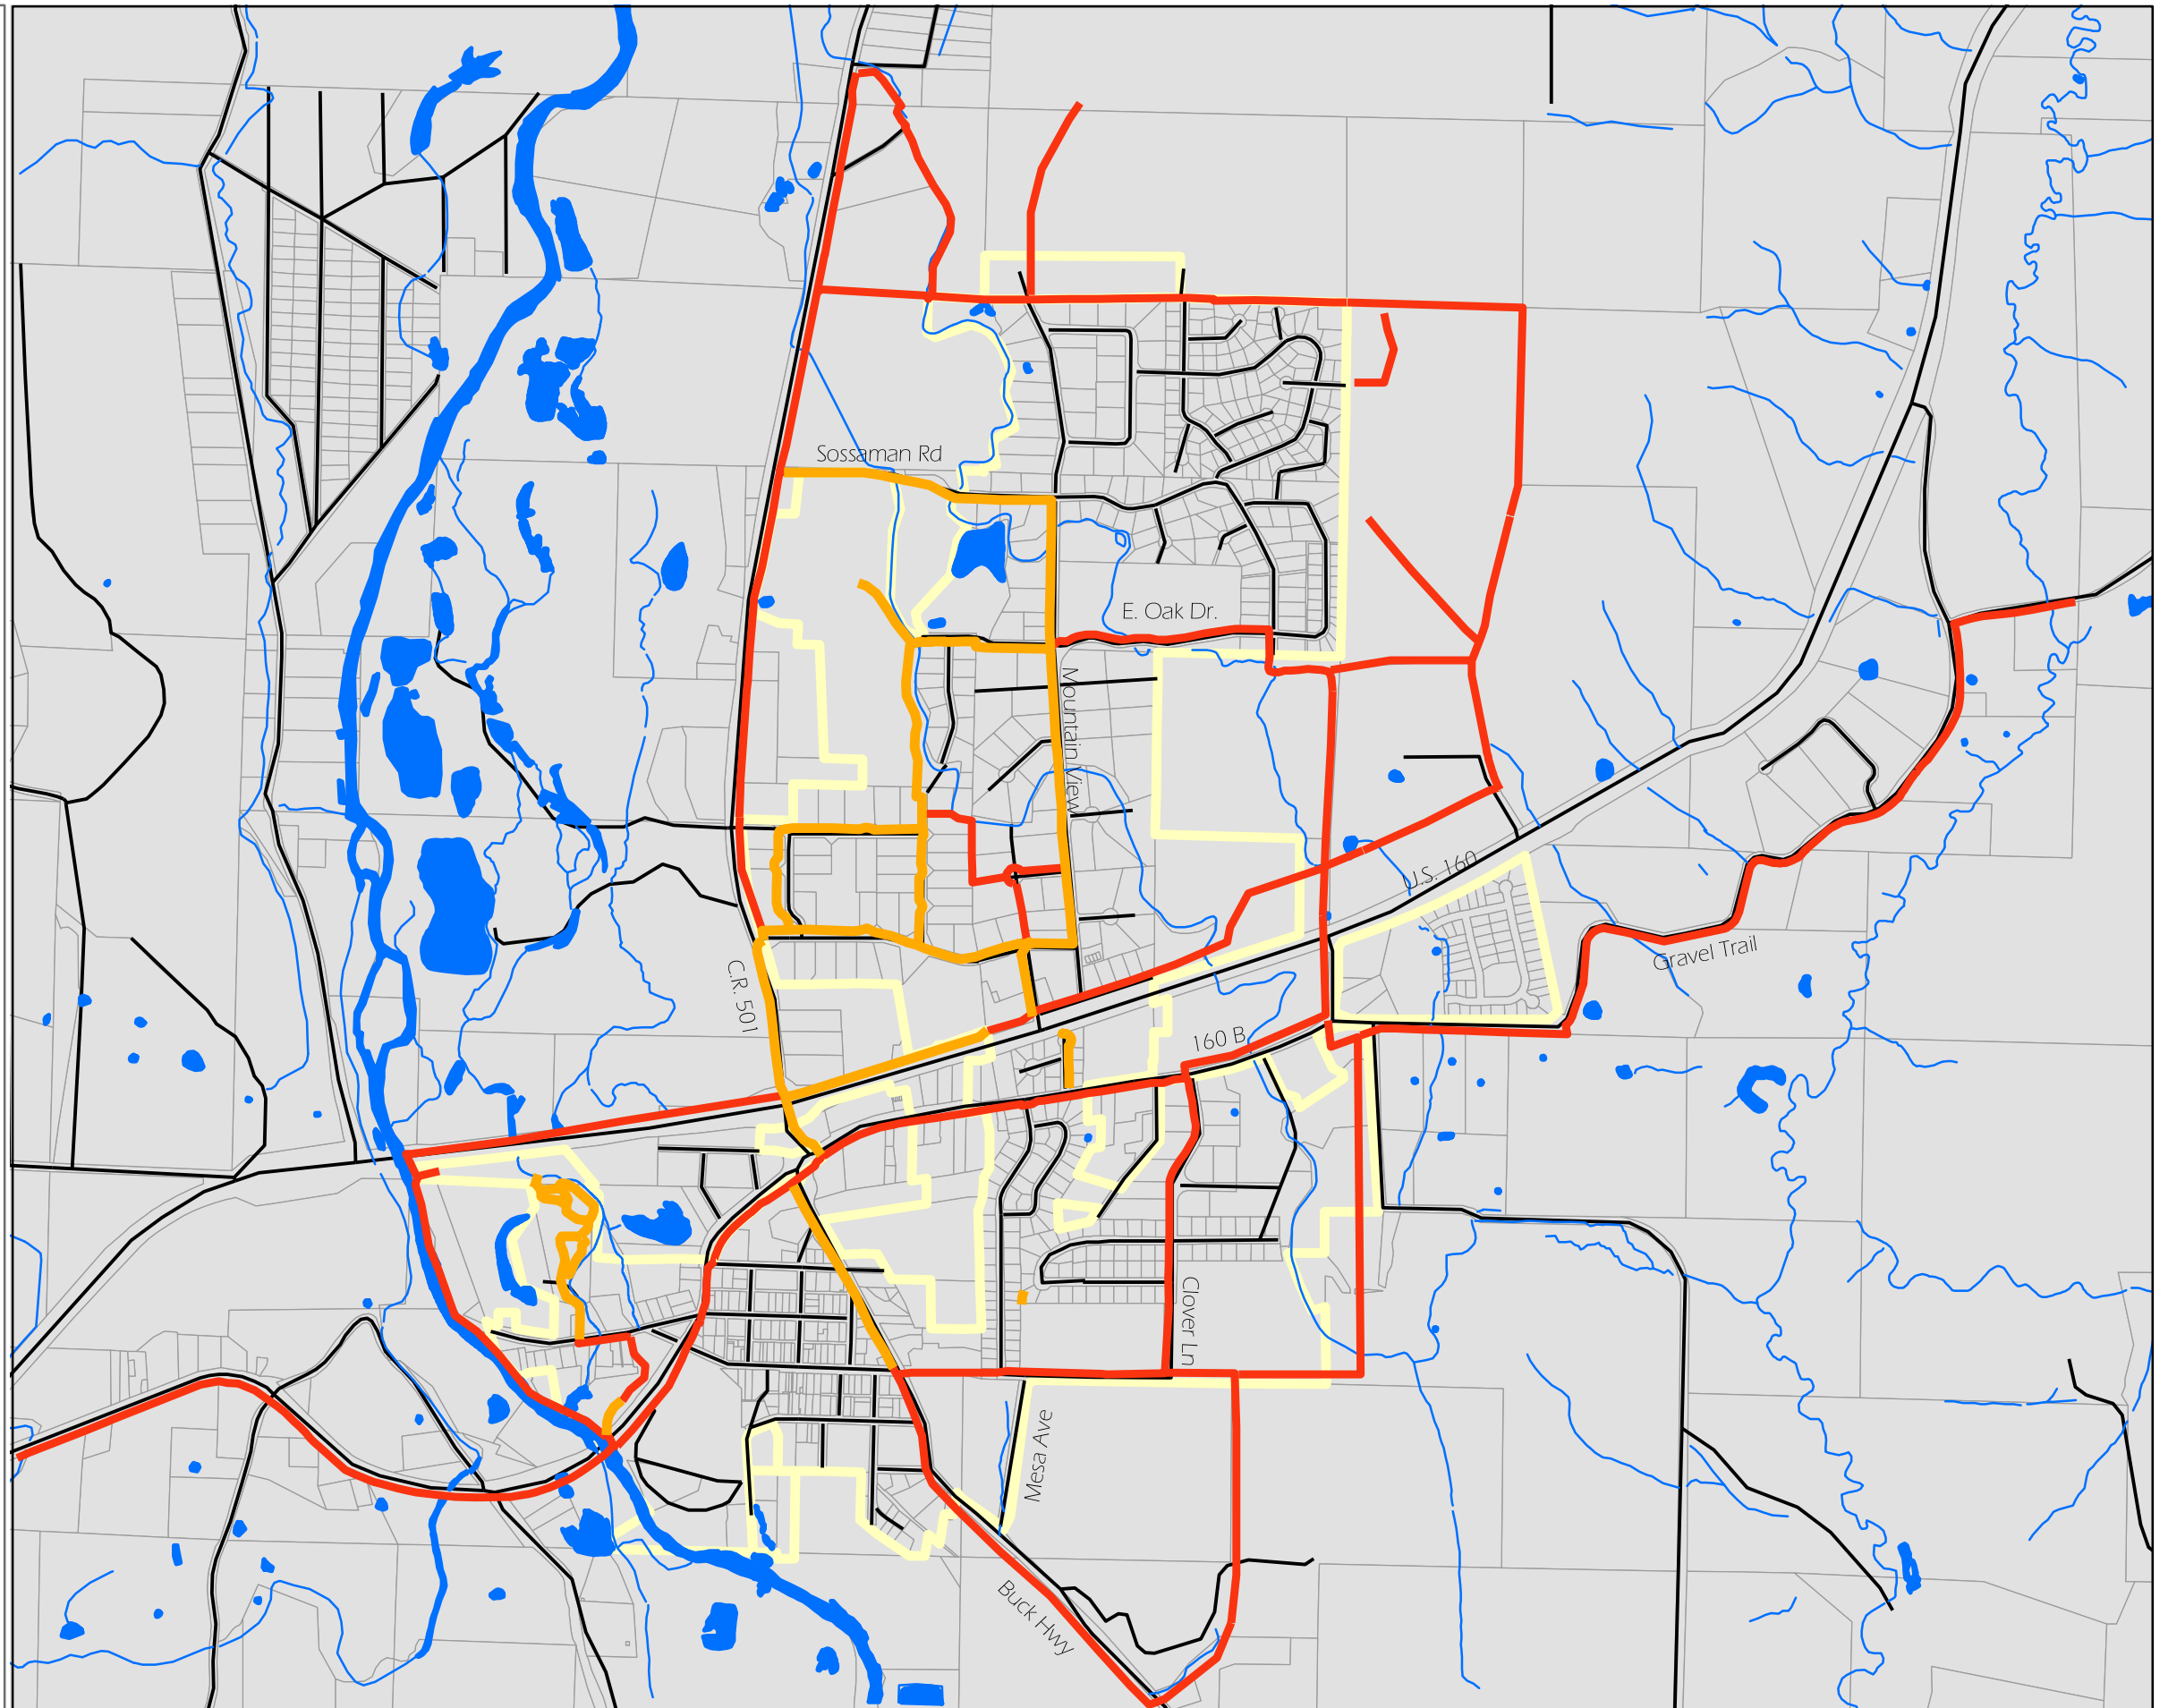 Sossaman Rd
E. Oak Dr.
Mountain View
U.S. 160
Gravel Trail
C.R. 501
160 B
Clover Ln
Mesa Ave
Buck Hwy